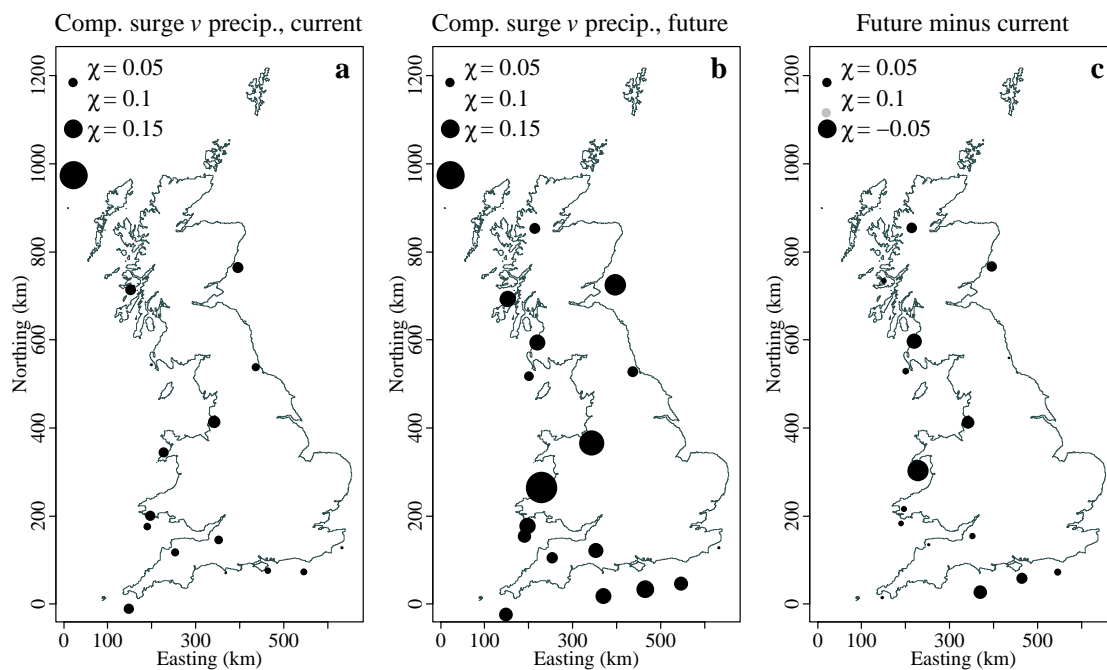 Comp. surge v precip., current
Comp. surge v precip., future
Future minus current
a
χ = 0.05
χ = 0.1
χ = 0.15
b
χ = 0.05
χ = 0.1
χ = 0.15
c
χ = 0.05
χ = 0.1
χ = −0.05
Northing (km)
0 200 400 600 800 1000 1200
Northing (km)
0 200 400 600 800 1000 1200
Northing (km)
0 200 400 600 800 1000 1200
0 100 200 300 500
0 100 200 300 500
0 100 200 300 500
Easting (km)
Easting (km)
Easting (km)